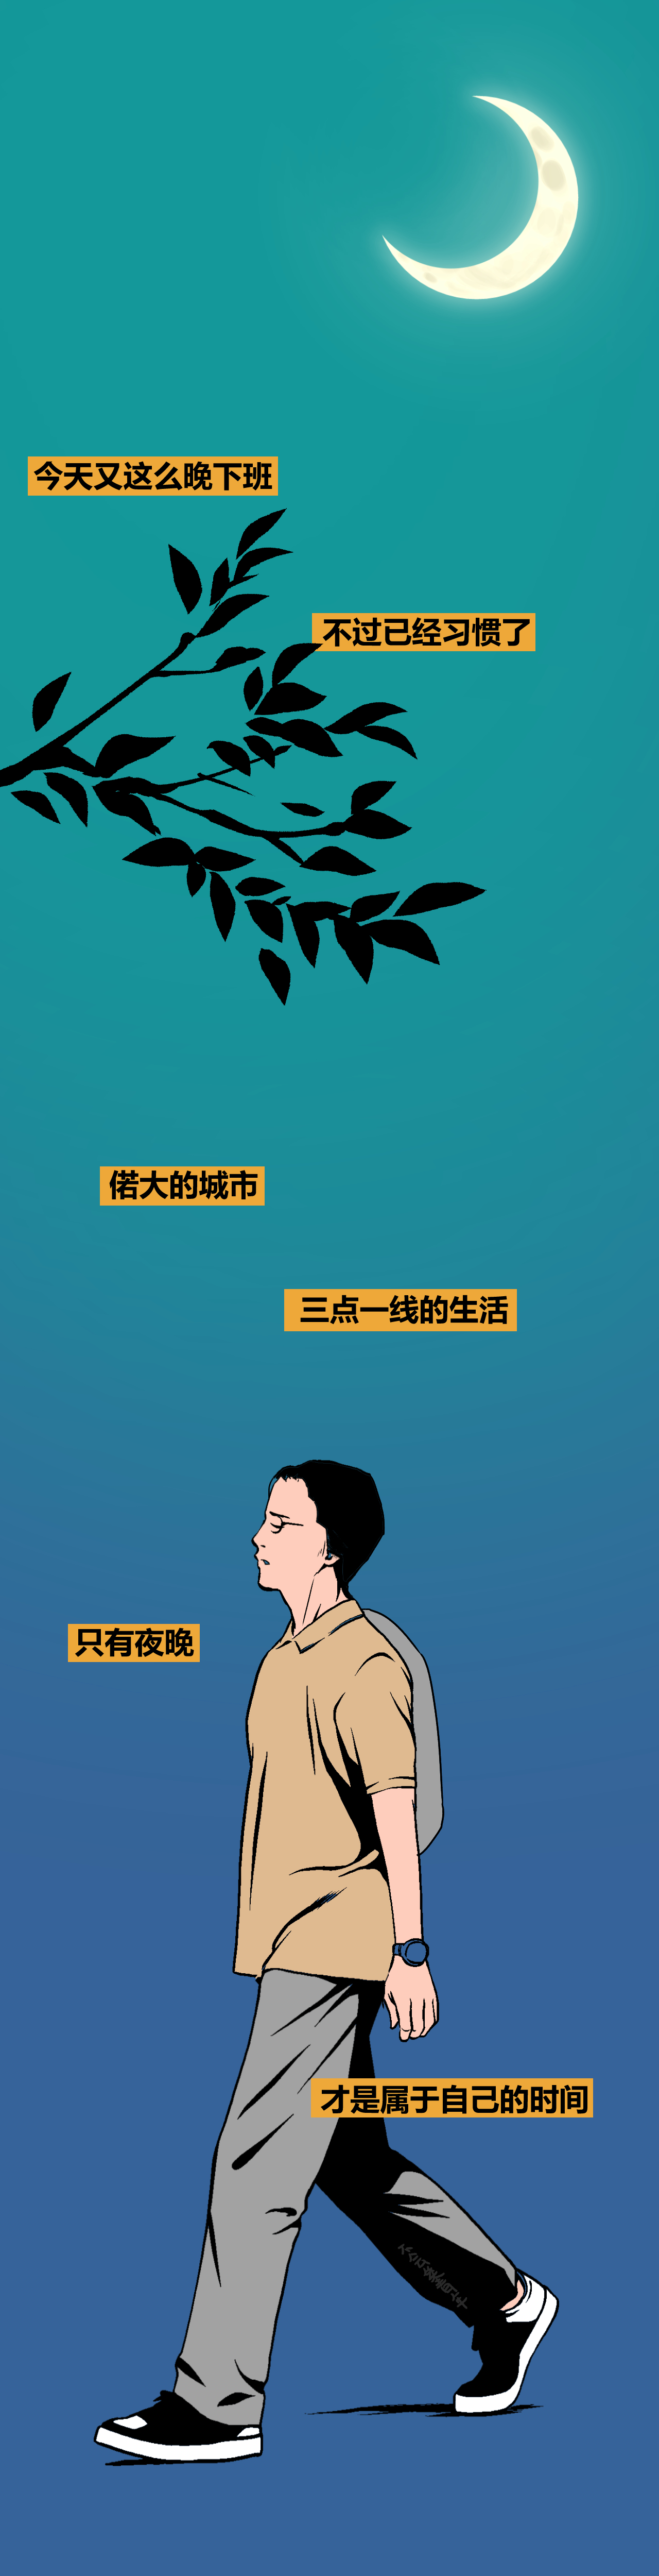 今天又这么晚下班
不过已经习惯了
偌大的城市
三点一线的生活
只有夜晚
才是属于自己的时间